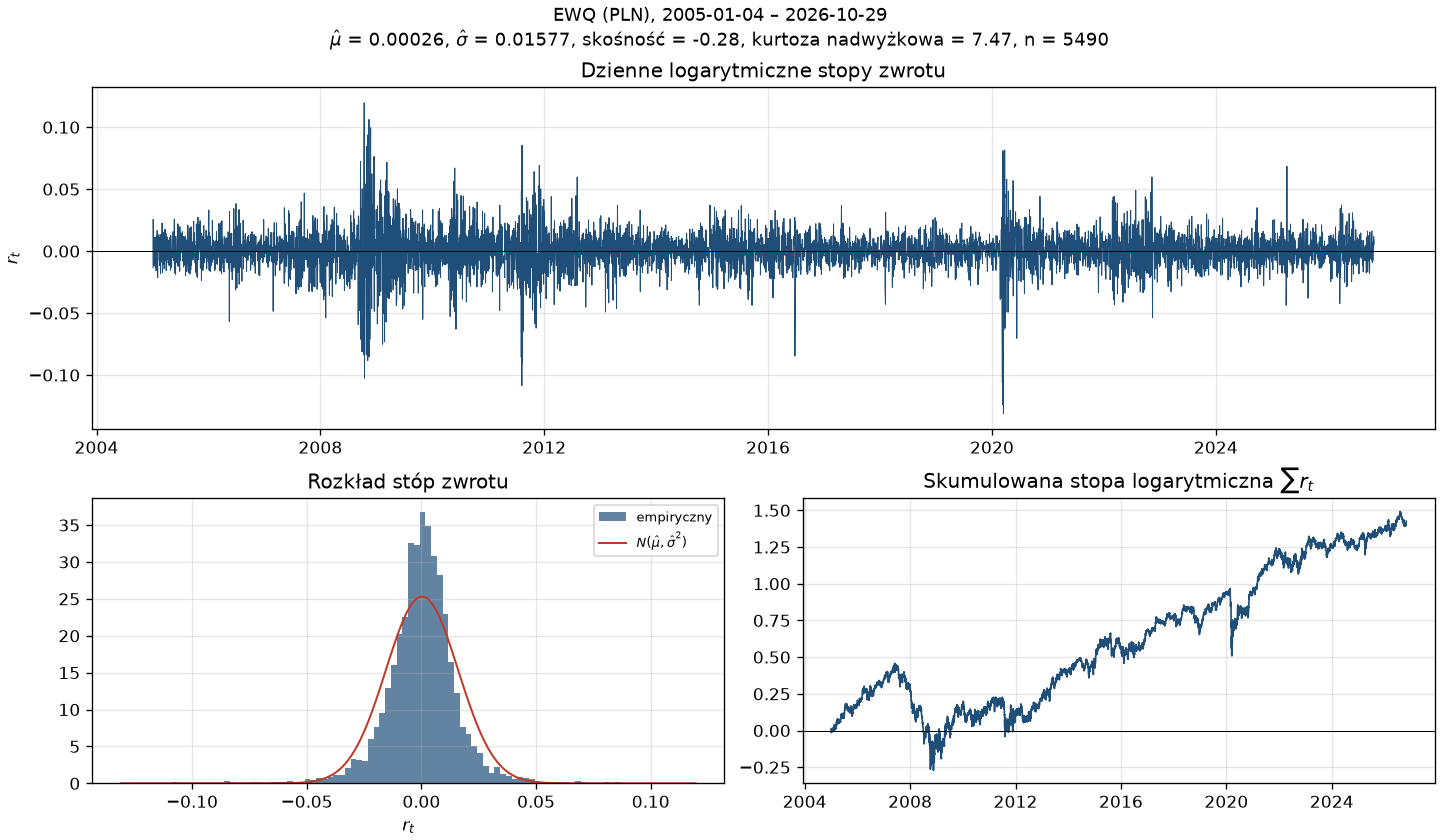 EWQ (PLN), 2005-01-04 – 2026-10-29
μ̂ = 0.00026, σ̂ = 0.01577, skośność = -0.28, kurtoza nadwyżkowa = 7.47, n = 5490
Dzienne logarytmiczne stopy zwrotu
0.10
0.05
0.00
−0.05
−0.10
r_t
2004 2008 2012 2016 2020 2024
Rozkład stóp zwrotu
35
30
25
20
15
10
5
0
empiryczny
N(μ̂, σ̂²)
−0.10 −0.05 0.00 0.05 0.10
r_t
Skumulowana stopa logarytmiczna ∑r_t
1.50
1.25
1.00
0.75
0.50
0.25
0.00
−0.25
2004 2008 2012 2016 2020 2024